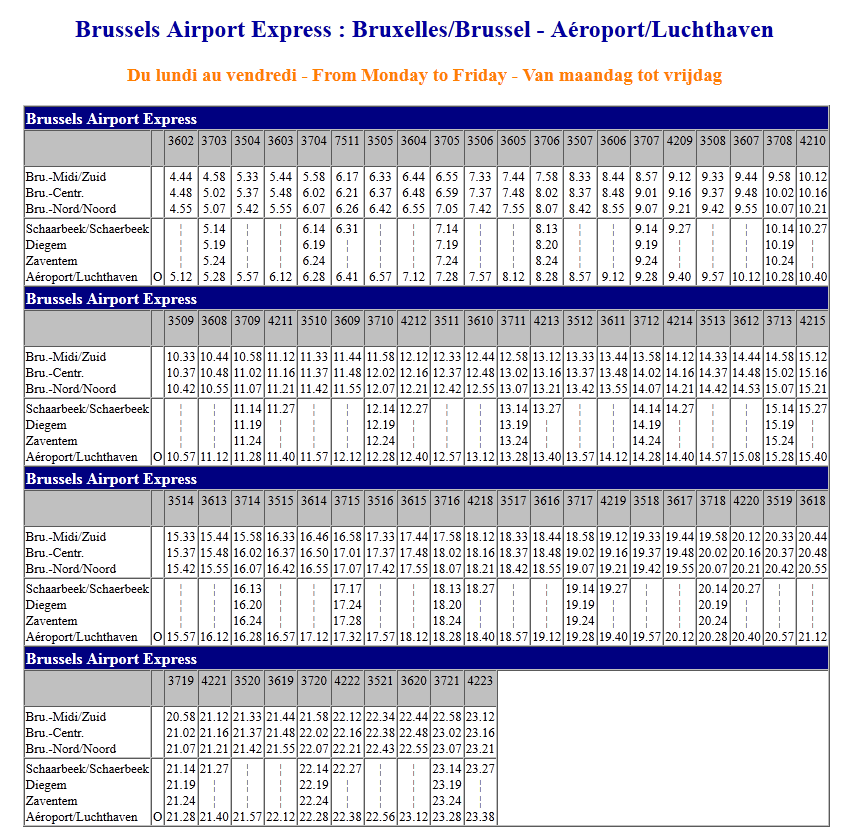 Brussels Airport Express : Bruxelles/Brussel - Aéroport/Luchthaven
Du lundi au vendredi - From Monday to Friday - Van maandag tot vrijdag
Brussels Airport Express
3602 3703 3504 3603 3704 7511 3505 3604 3705 3506 3605 3706 3507 3606 3707 4209 3508 3607 3708 4210
Bru.-Midi/Zuid 4.44 4.58 5.33 5.44 5.58 6.17 6.33 6.44 6.55 7.33 7.44 7.58 8.33 8.44 8.57 9.12 9.33 9.44 9.58 10.12
Bru.-Centr. 4.48 5.02 5.37 5.48 6.02 6.21 6.37 6.48 6.59 7.37 7.48 8.02 8.37 8.48 9.01 9.16 9.37 9.48 10.02 10.16
Bru.-Nord/Noord 4.55 5.07 5.42 5.55 6.07 6.26 6.42 6.55 7.05 7.42 7.55 8.07 8.42 8.55 9.07 9.21 9.42 9.55 10.07 10.21
Schaarbeek/Schaerbeek 5.14 6.14 6.31 7.14 8.13 9.14 9.27 10.14 10.27
Diegem 5.19 6.19 7.19 8.20 9.19 10.19
Zaventem 5.24 6.24 7.24 8.24 9.24 10.24
Aéroport/Luchthaven O 5.12 5.28 5.57 6.12 6.28 6.41 6.57 7.12 7.28 7.57 8.12 8.28 8.57 9.12 9.28 9.40 9.57 10.12 10.28 10.40
Brussels Airport Express
3509 3608 3709 4211 3510 3609 3710 4212 3511 3610 3711 4213 3512 3611 3712 4214 3513 3612 3713 4215
Bru.-Midi/Zuid 10.33 10.44 10.58 11.12 11.33 11.44 11.58 12.12 12.33 12.44 12.58 13.12 13.33 13.44 13.58 14.12 14.33 14.44 14.58 15.12
Bru.-Centr. 10.37 10.48 11.02 11.16 11.37 11.48 12.02 12.16 12.37 12.48 13.02 13.16 13.37 13.48 14.02 14.16 14.37 14.48 15.02 15.16
Bru.-Nord/Noord 10.42 10.55 11.07 11.21 11.42 11.55 12.07 12.21 12.42 12.55 13.07 13.21 13.42 13.55 14.07 14.21 14.42 14.53 15.07 15.21
Schaarbeek/Schaerbeek 11.14 11.27 12.14 12.27 13.14 13.27 14.14 14.27 15.14 15.27
Diegem 11.19 12.19 13.19 14.19 15.19
Zaventem 11.24 12.24 13.24 14.24 15.24
Aéroport/Luchthaven O 10.57 11.12 11.28 11.40 11.57 12.12 12.28 12.40 12.57 13.12 13.28 13.40 13.57 14.12 14.28 14.40 14.57 15.08 15.28 15.40
Brussels Airport Express
3514 3613 3714 3515 3614 3715 3516 3615 3716 4218 3517 3616 3717 4219 3518 3617 3718 4220 3519 3618
Bru.-Midi/Zuid 15.33 15.44 15.58 16.33 16.46 16.58 17.33 17.44 17.58 18.12 18.33 18.44 18.58 19.12 19.33 19.44 19.58 20.12 20.33 20.44
Bru.-Centr. 15.37 15.48 16.02 16.37 16.50 17.01 17.37 17.48 18.02 18.16 18.37 18.48 19.02 19.16 19.37 19.48 20.02 20.16 20.37 20.48
Bru.-Nord/Noord 15.42 15.55 16.07 16.42 16.55 17.07 17.42 17.55 18.07 18.21 18.42 18.55 19.07 19.21 19.42 19.55 20.07 20.21 20.42 20.55
Schaarbeek/Schaerbeek 16.13 17.17 18.13 18.27 19.14 19.27 20.14 20.27
Diegem 16.20 17.24 18.20 19.19 20.19
Zaventem 16.24 17.28 18.24 19.24 20.24
Aéroport/Luchthaven O 15.57 16.12 16.28 16.57 17.12 17.32 17.57 18.12 18.28 18.40 18.57 19.12 19.28 19.40 19.57 20.12 20.28 20.40 20.57 21.12
Brussels Airport Express
3719 4221 3520 3619 3720 4222 3521 3620 3721 4223
Bru.-Midi/Zuid 20.58 21.12 21.33 21.44 21.58 22.12 22.34 22.44 22.58 23.12
Bru.-Centr. 21.02 21.16 21.37 21.48 22.02 22.16 22.38 22.48 23.02 23.16
Bru.-Nord/Noord 21.07 21.21 21.42 21.55 22.07 22.21 22.43 22.55 23.07 23.21
Schaarbeek/Schaerbeek 21.14 21.27 22.14 22.27 23.14 23.27
Diegem 21.19 22.19 23.19
Zaventem 21.24 22.24 23.24
Aéroport/Luchthaven O 21.28 21.40 21.57 22.12 22.28 22.38 22.56 23.12 23.28 23.38